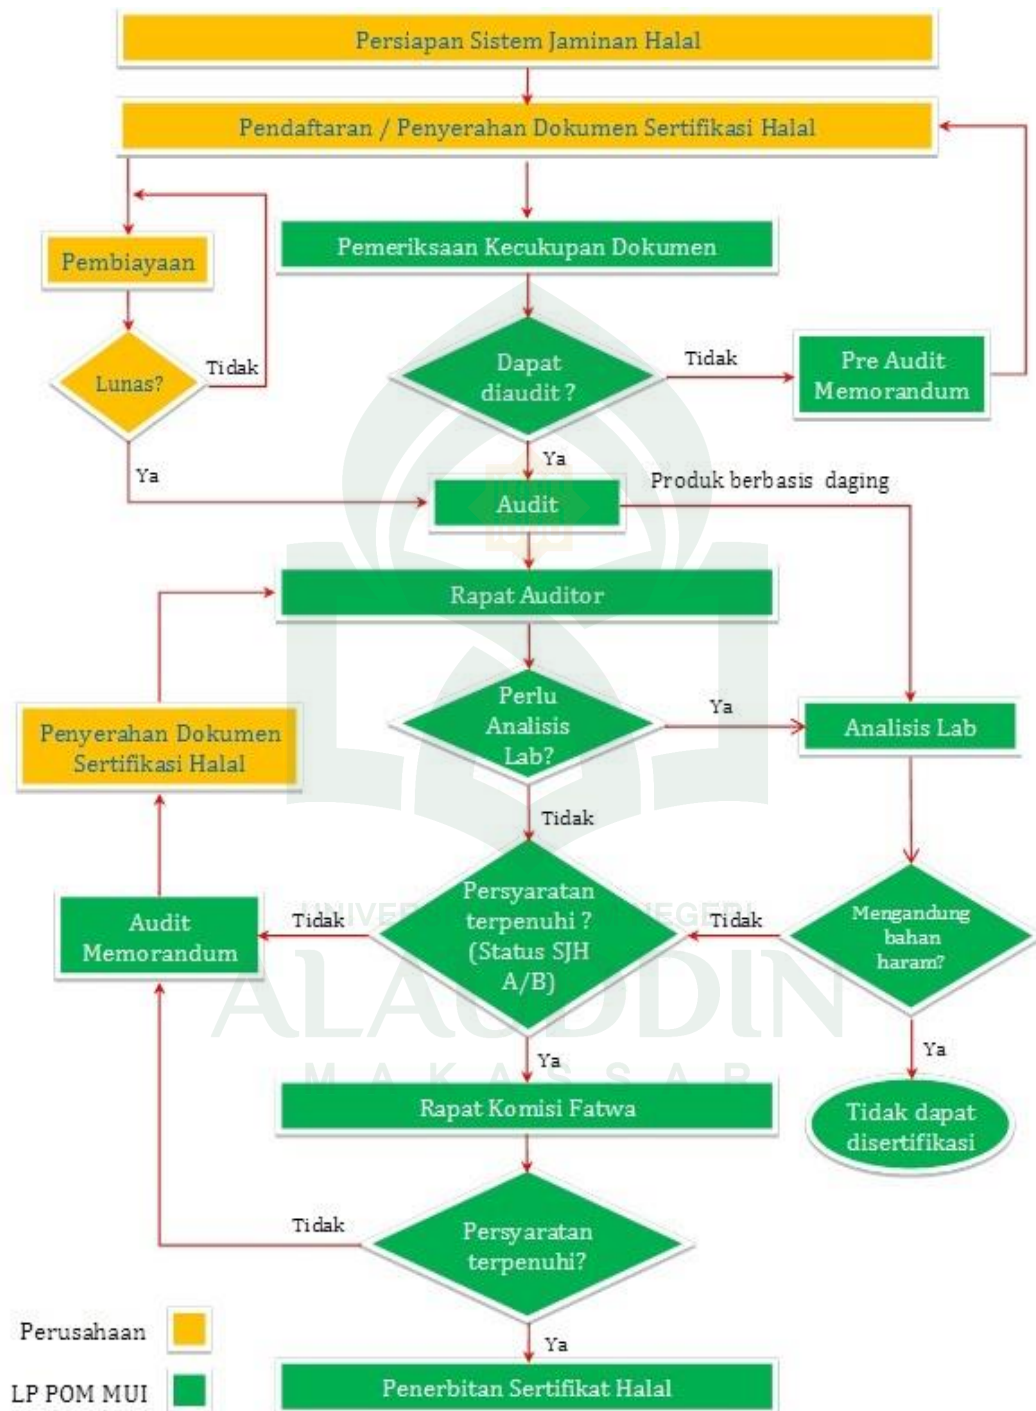 Persiapan Sistem Jaminan Halal
Pendaftaran / Penyerahan Dokumen Sertifikasi Halal
Pembiayaan
Pemeriksaan Kecukupan Dokumen
Lunas?
Tidak
Dapat
diaudit ?
Tidak
Pre Audit
Memorandum
Ya
Ya
Audit
Produk berbasis daging
Rapat Auditor
Perlu
Analisis
Lab?
Ya
Analisis Lab
Penyerahan Dokumen
Sertifikasi Halal
Tidak
Persyaratan
terpenuhi ?
(Status SJH
A/B)
Tidak
Audit
Memorandum
Tidak
Mengandung
bahan
haram?
UNIVERS NEGERI
ALAUDDIN
MAKASSAR
Ya
Ya
Rapat Komisi Fatwa
Tidak dapat
disertifikasi
Tidak
Persyaratan
terpenuhi?
Ya
Perusahaan
LP POM MUI
Penerbitan Sertifikat Halal